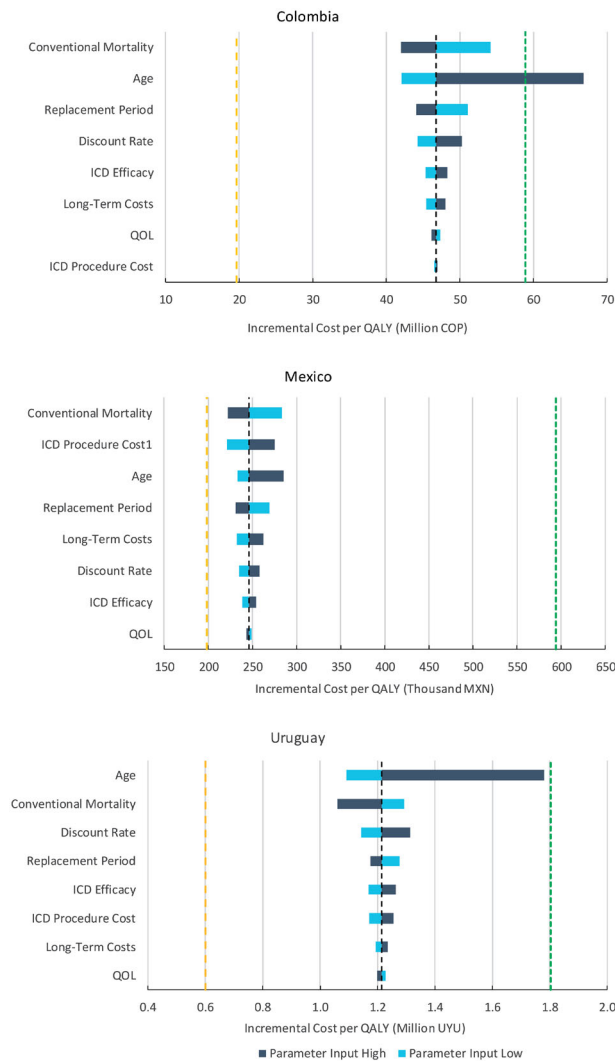 Colombia
Conventional Mortality
Age
Replacement Period
Discount Rate
ICD Efficacy
Long-Term Costs
QOL
ICD Procedure Cost
10 20 30 40 50 60 70
Incremental Cost per QALY (Million COP)
Mexico
Conventional Mortality
ICD Procedure Cost1
Age
Replacement Period
Long-Term Costs
Discount Rate
ICD Efficacy
QOL
150 200 250 300 350 400 450 500 550 600 650
Incremental Cost per QALY (Thousand MXN)
Uruguay
Age
Conventional Mortality
Discount Rate
Replacement Period
ICD Efficacy
ICD Procedure Cost
Long-Term Costs
QOL
0.4 0.6 0.8 1.0 1.2 1.4 1.6 1.8 2.0
Incremental Cost per QALY (Million UYU)
Parameter Input High Parameter Input Low